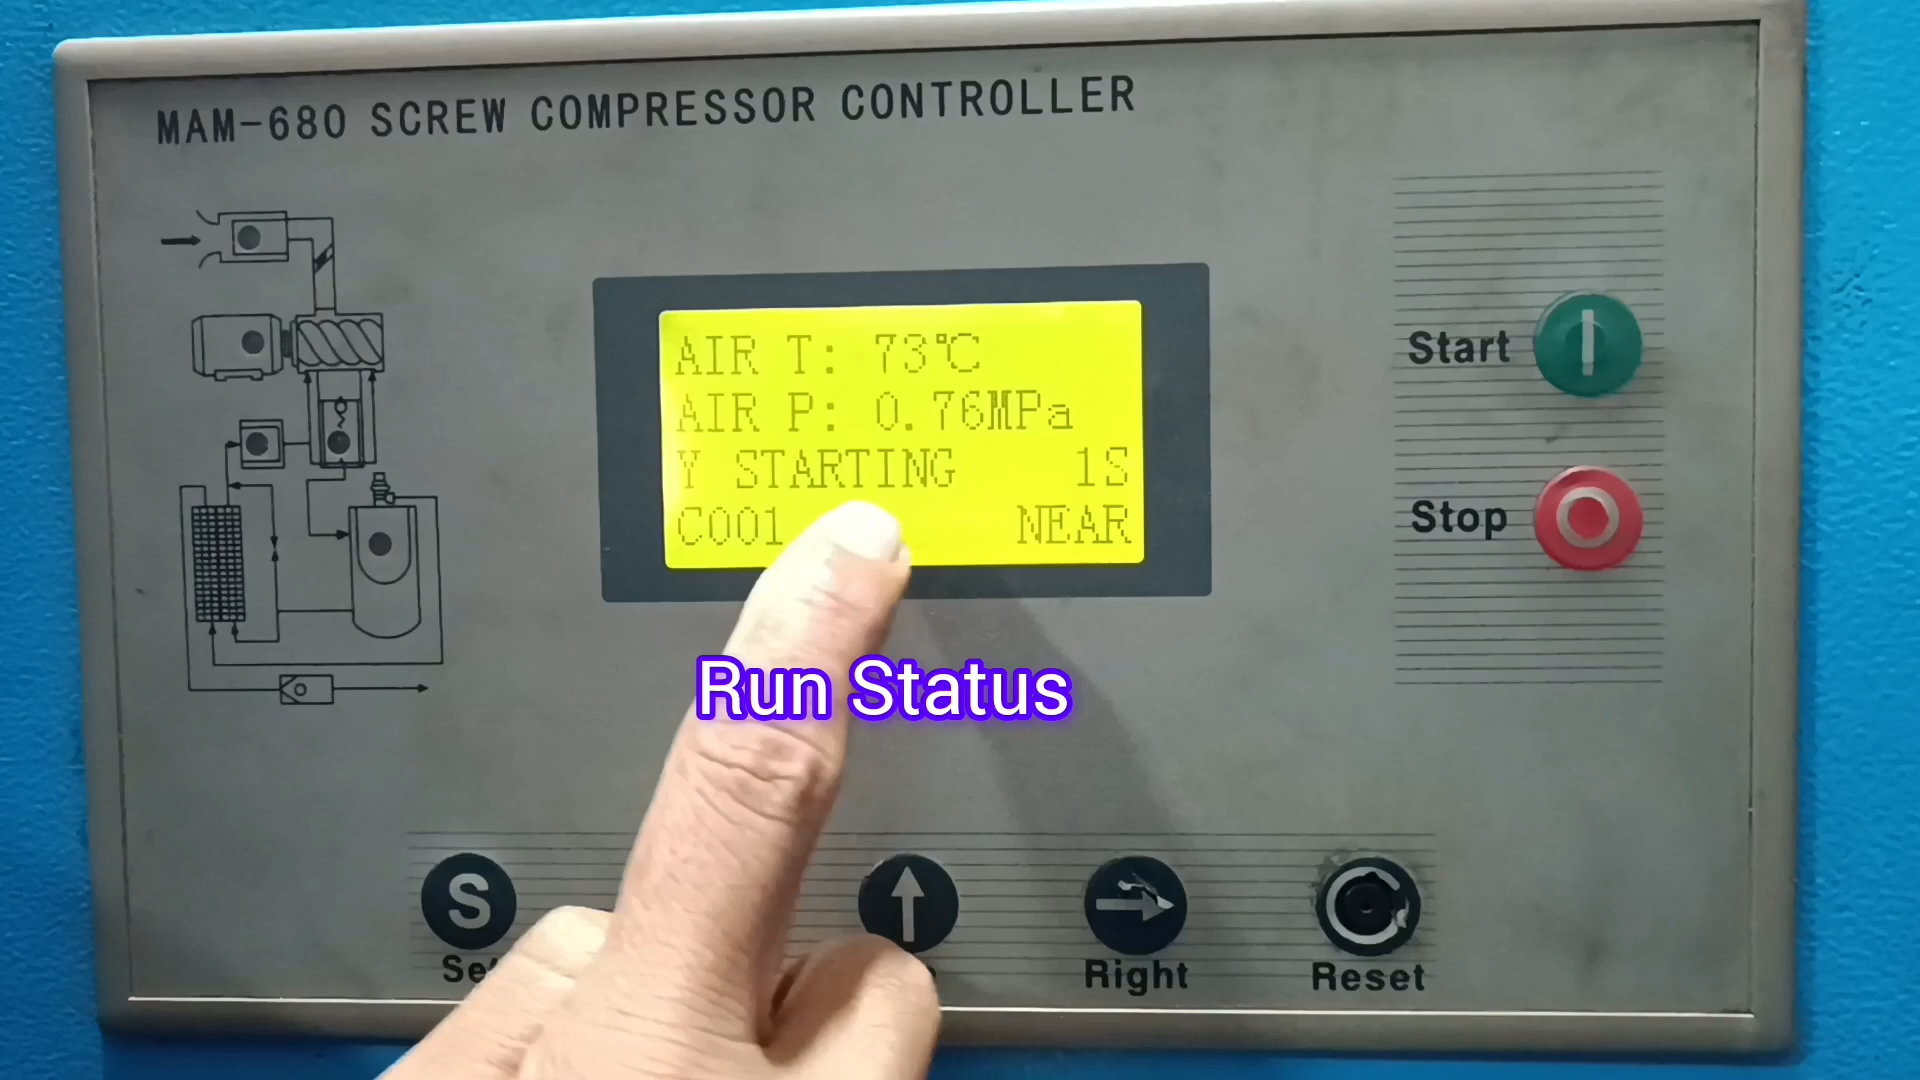 MAM-680 SCREW COMPRESSOR CONTROLLER
AIR T: 73℃
AIR P: 0.76MPa
Y STARTING 1S
C001 NEAR
Start
Stop
Run Status
S
Right
Reset